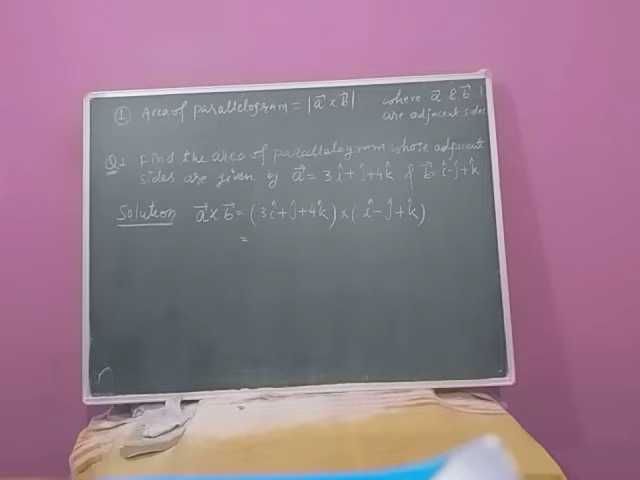 ① Area of parallelogram = |a⃗ × b⃗| where a⃗ & b⃗
are adjacent sides
Q.1 Find the area of parallelogram whose adjacent
sides are given by a⃗ = 3î + ĵ + 4k̂ & b⃗ = î - ĵ + k̂
Solution a⃗ × b⃗ = (3î + ĵ + 4k̂) × (î - ĵ + k̂)
=